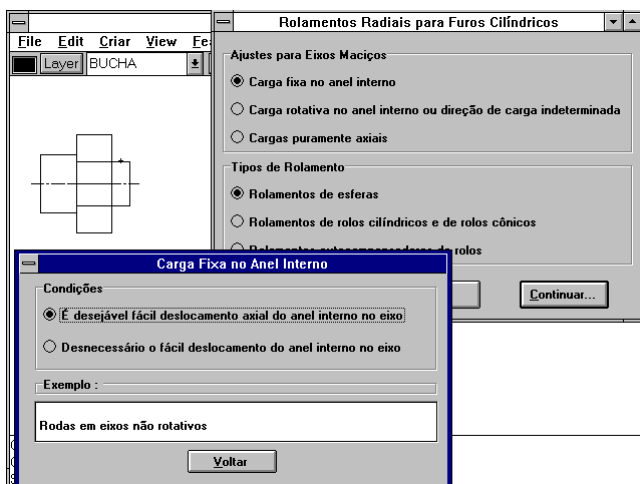 File Edit Criar View Fe
Layer BUCHA
Rolamentos Radiais para Furos Cilíndricos
Ajustes para Eixos Maciços
Carga fixa no anel interno
Carga rotativa no anel interno ou direção de carga indeterminada
Cargas puramente axiais
Tipos de Rolamento
Rolamentos de esferas
Rolamentos de rolos cilíndricos e de rolos cônicos
Rolamentos autocompensadores de rolos
Continuar...
Carga Fixa no Anel Interno
Condições
É desejável fácil deslocamento axial do anel interno no eixo
Desnecessário o fácil deslocamento do anel interno no eixo
Exemplo :
Rodas em eixos não rotativos
Voltar